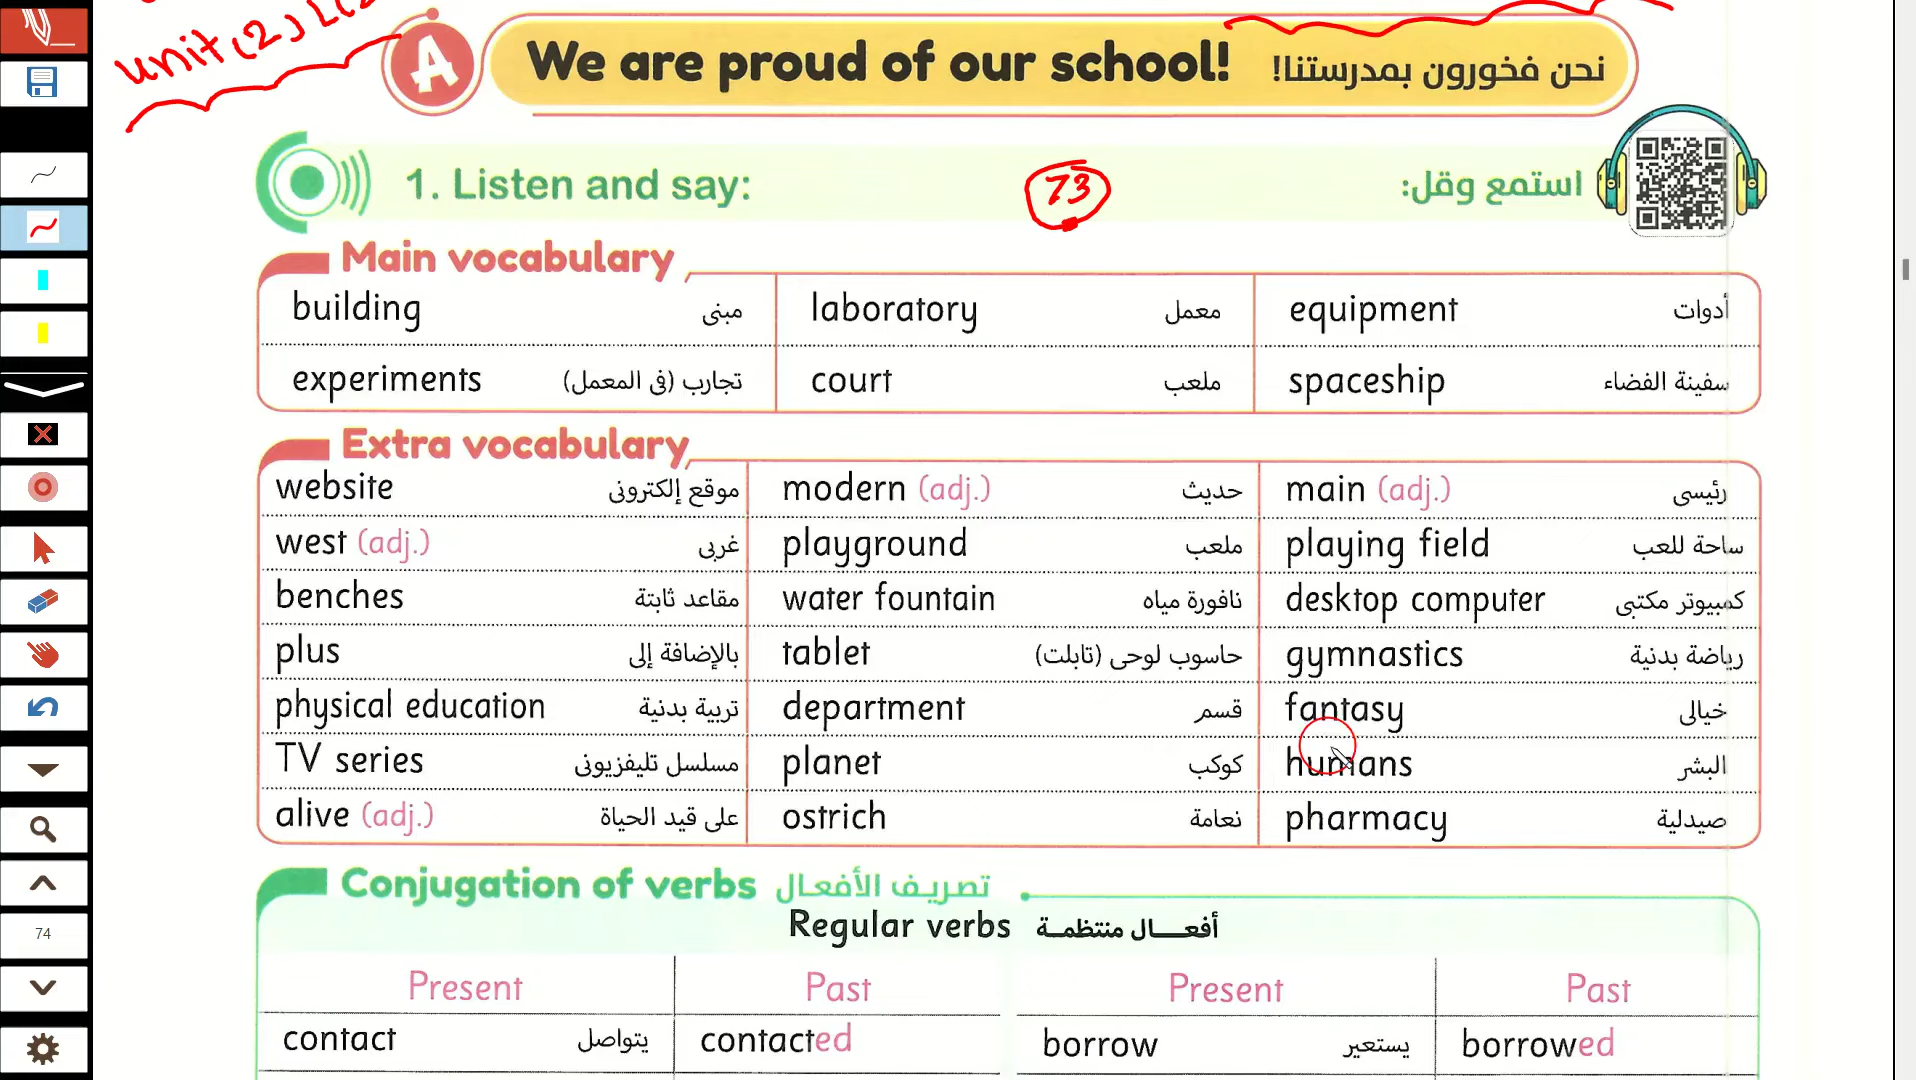 unit (2) L(2
A We are proud of our school! نحن فخورون بمدرستنا!
1. Listen and say: 73 استمع وقل:
Main vocabulary
building مبنى laboratory معمل equipment أدوات
experiments تجارب (فى المعمل) court ملعب spaceship سفينة الفضاء
Extra vocabulary
website موقع إلكترونى modern (adj.) حديث main (adj.) رئيسى
west (adj.) غربى playground ملعب playing field ساحة للعب
benches مقاعد ثابتة water fountain نافورة مياه desktop computer كمبيوتر مكتبى
plus بالإضافة إلى tablet حاسوب لوحى (تابلت) gymnastics رياضة بدنية
physical education تربية بدنية department قسم fantasy خيالى
TV series مسلسل تليفزيونى planet كوكب humans البشر
alive (adj.) على قيد الحياة ostrich نعامة pharmacy صيدلية
Conjugation of verbs تصريف الأفعال
Regular verbs أفعـــال منتظمـة
Present Past Present Past
contact يتواصل contacted borrow يستعير borrowed
74